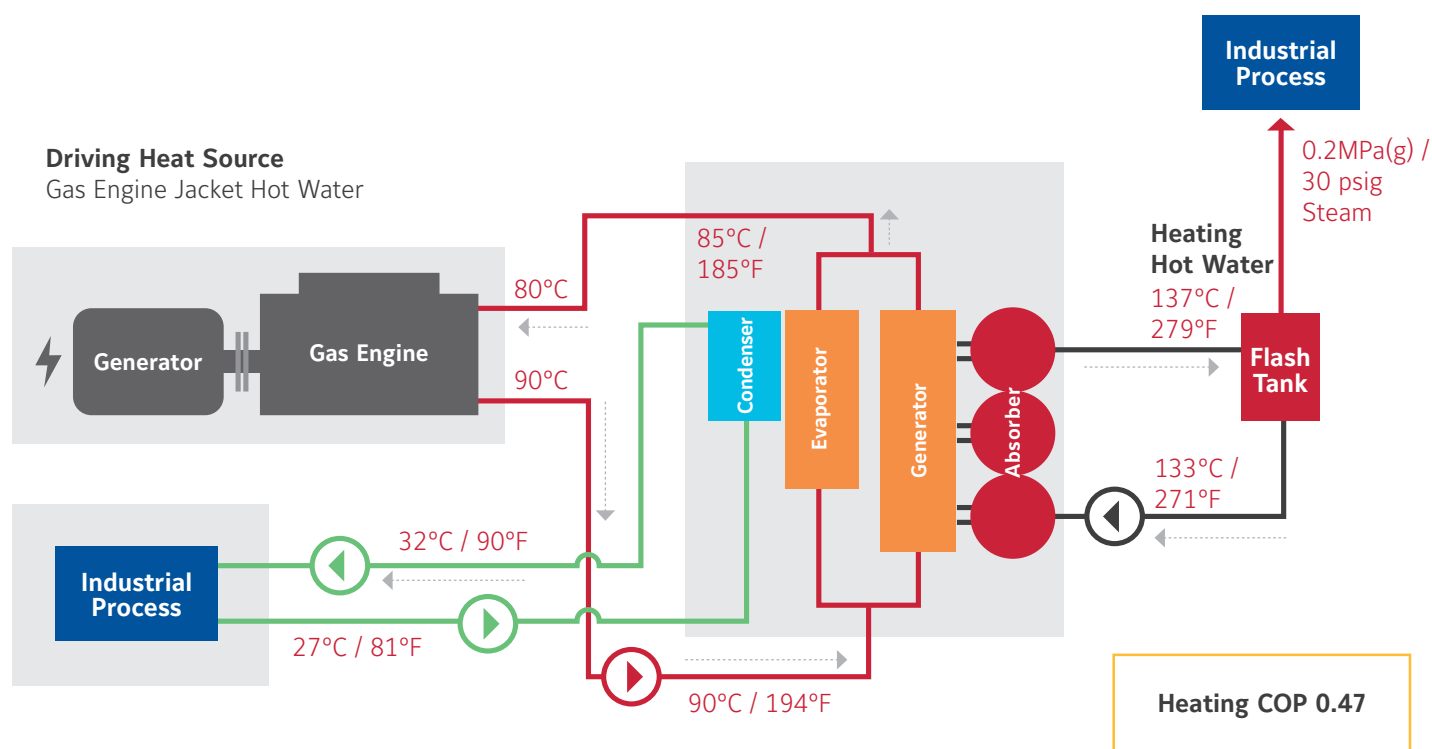 Industrial
Process
Driving Heat Source
Gas Engine Jacket Hot Water
0.2MPa(g) /
30 psig
Steam
Heating
Hot Water
85°C /
185°F
80°C
137°C /
279°F
Generator
Gas Engine
Condenser
Evaporator
Generator
Absorber
Flash
Tank
90°C
133°C /
271°F
32°C / 90°F
Industrial
Process
27°C / 81°F
90°C / 194°F
Heating COP 0.47